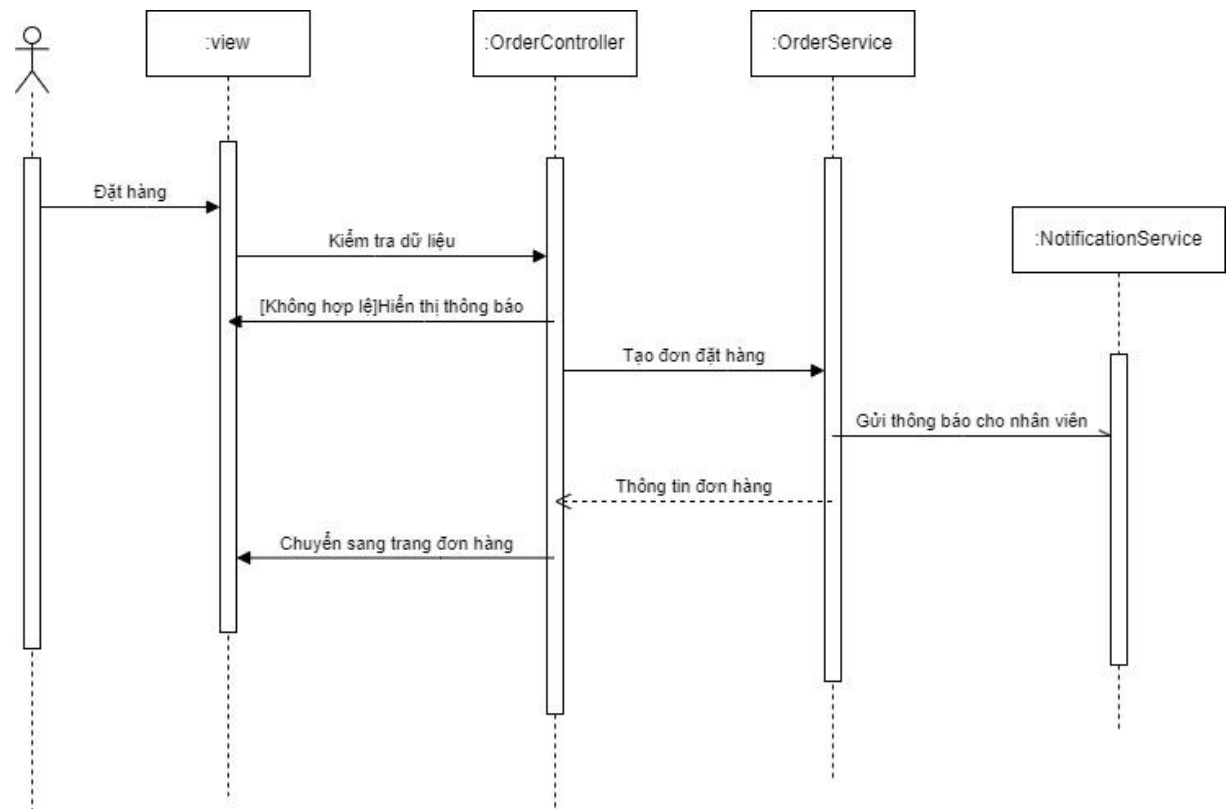 :view
:OrderController
:OrderService
Đặt hàng
:NotificationService
Kiểm tra dữ liệu
[Không hợp lệ]Hiển thị thông báo
Tạo đơn đặt hàng
Gửi thông báo cho nhân viên
Thông tin đơn hàng
Chuyển sang trang đơn hàng